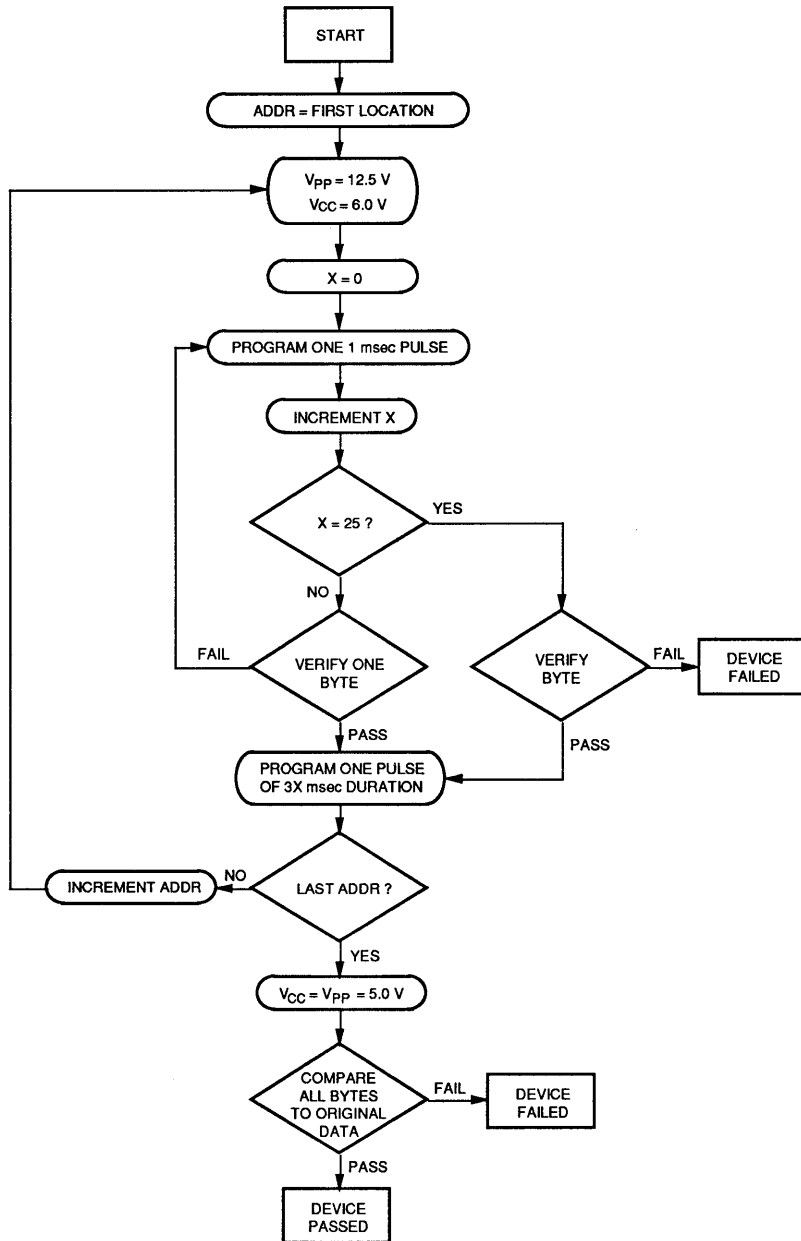 START
ADDR = FIRST LOCATION
VPP = 12.5 V
VCC = 6.0 V
X = 0
PROGRAM ONE 1 msec PULSE
INCREMENT X
X = 25 ?
YES
NO
VERIFY ONE
BYTE
FAIL
PASS
VERIFY
BYTE
FAIL
DEVICE
FAILED
PASS
PROGRAM ONE PULSE
OF 3X msec DURATION
LAST ADDR ?
NO
INCREMENT ADDR
YES
VCC = VPP = 5.0 V
COMPARE
ALL BYTES
TO ORIGINAL
DATA
FAIL
DEVICE
FAILED
PASS
DEVICE
PASSED